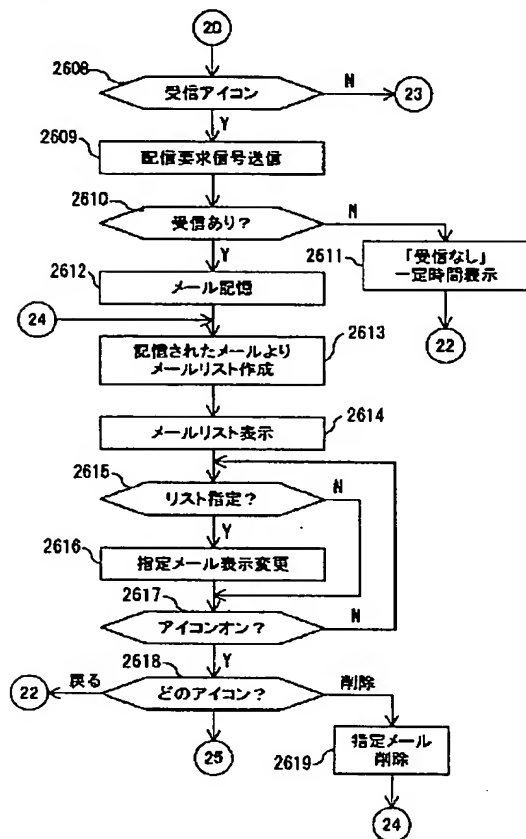 20
2608
受信アイコン
N
23
Y
2609
配信要求信号送信
2610
受信あり?
N
Y
2611
「受信なし」
一定時間表示
22
2612
メール記憶
24
2613
記憶されたメールより
メールリスト作成
2614
メールリスト表示
2615
リスト指定?
N
Y
2616
指定メール表示変更
2617
アイコンオン?
N
Y
2618
戻る
22
どのアイコン?
削除
25
2619
指定メール
削除
24